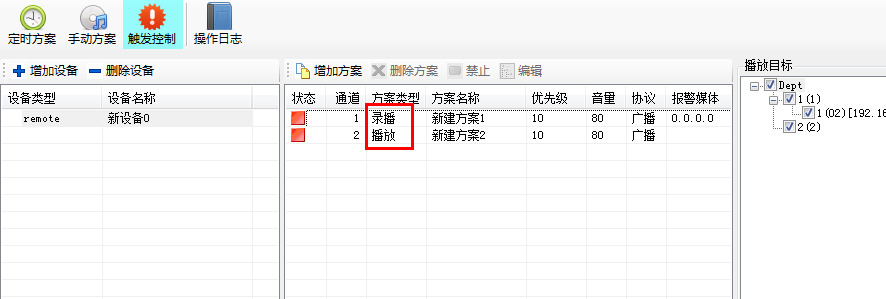 定时方案 手动方案 触发控制 操作日志
增加设备 删除设备 增加方案 删除方案 禁止 编辑 播放目标
设备类型 设备名称 状态 通道 方案类型 方案名称 优先级 音量 协议 报警媒体
remote 新设备0
1 录播 新建方案1 10 80 广播 0.0.0.0
2 播放 新建方案2 10 80 广播
Dept
1(1)
1(02)[192.16
2(2)